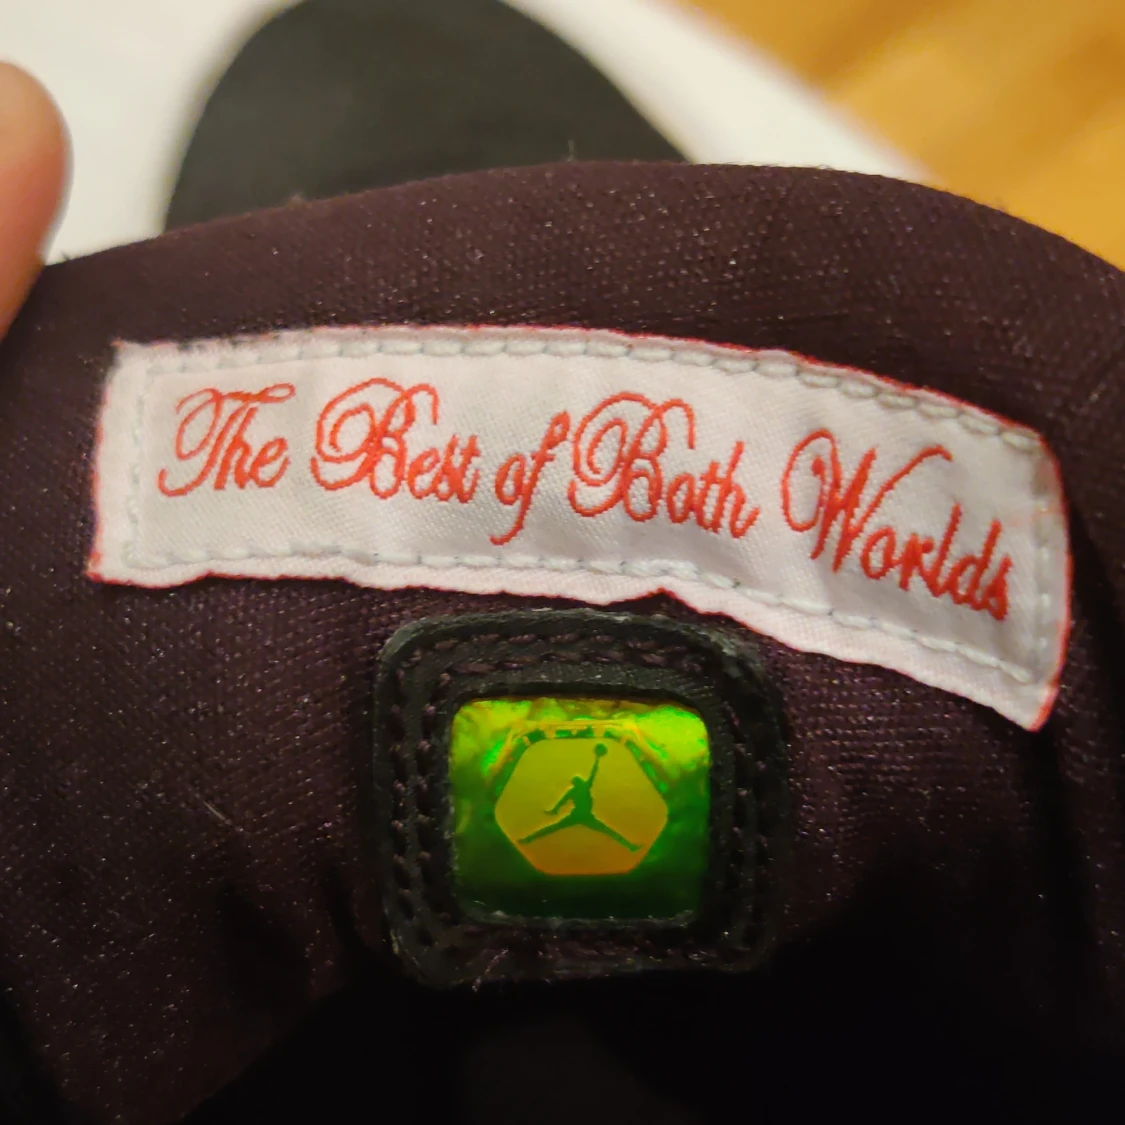 The Best of Both Worlds